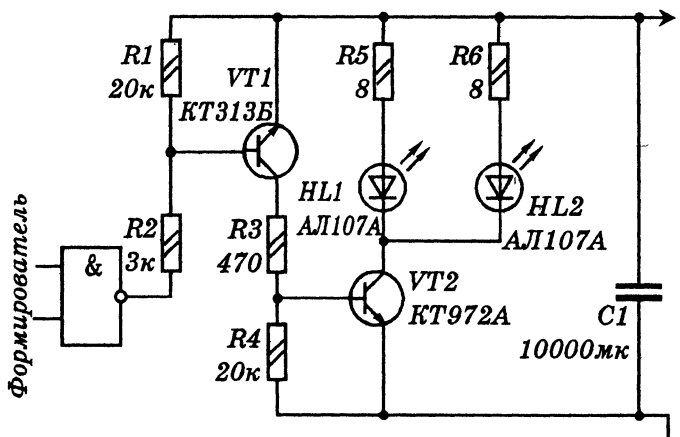 R1
20к
VT1
КТ313Б
R5
8
R6
8
HL1
АЛ107А
HL2
АЛ107А
Формирователь
&
R2
3к
R3
470
VT2
КТ972А
R4
20к
C1
10000мк